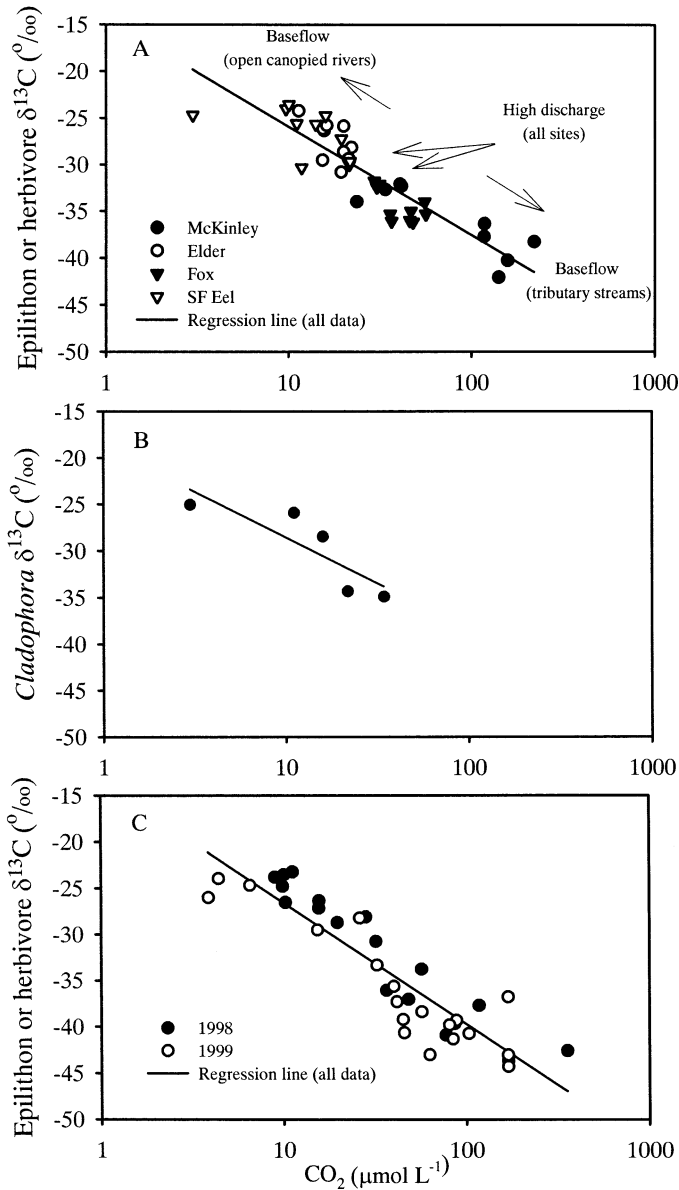 A
Baseflow
(open canopied rivers)
High discharge
(all sites)
Baseflow
(tributary streams)
McKinley
Elder
Fox
SF Eel
Regression line (all data)
Epilithon or herbivore δ¹³C (⁰/₀₀)
-15
-20
-25
-30
-35
-40
-45
-50
1
10
100
1000
B
Cladophora δ¹³C (⁰/₀₀)
-15
-20
-25
-30
-35
-40
-45
-50
1
10
100
1000
C
1998
1999
Regression line (all data)
Epilithon or herbivore δ¹³C (⁰/₀₀)
-15
-20
-25
-30
-35
-40
-45
-50
1
10
100
1000
CO₂ (μmol L⁻¹)